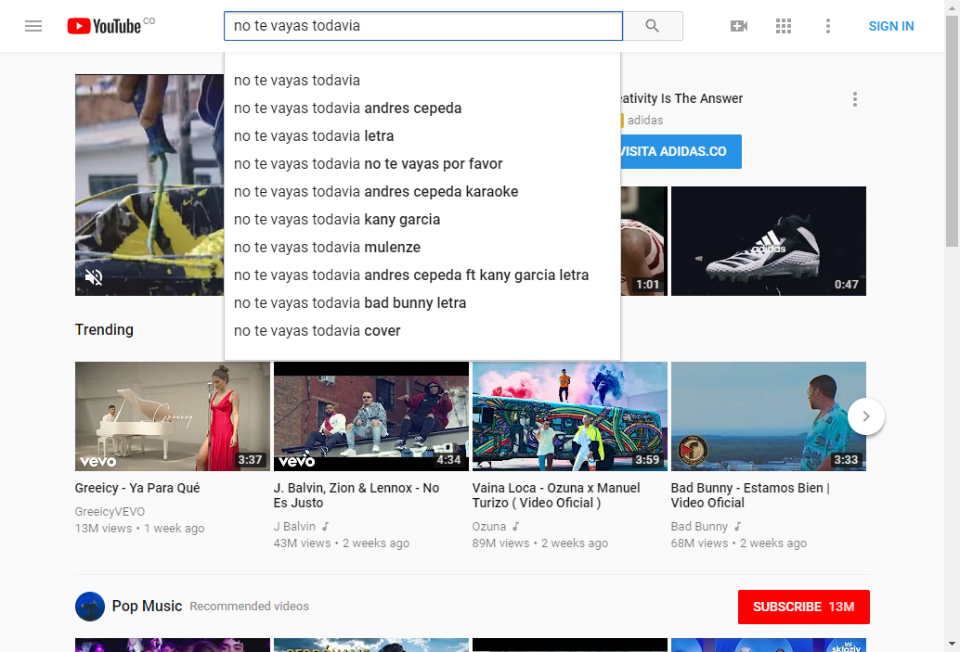 YouTube CO
no te vayas todavia
SIGN IN
no te vayas todavia
no te vayas todavia andres cepeda
no te vayas todavia letra
no te vayas todavia no te vayas por favor
no te vayas todavia andres cepeda karaoke
no te vayas todavia kany garcia
no te vayas todavia mulenze
no te vayas todavia andres cepeda ft kany garcia letra
no te vayas todavia bad bunny letra
no te vayas todavia cover
Is The Answer
adidas
ADIDAS.CO
adidas
1:01
0:47
Trending
Greeicy
vevo
3:37
vevo
4:34
3:59
3:33
Greeicy - Ya Para Qué
GreeicyVEVO
13M views • 1 week ago
J. Balvin, Zion & Lennox - No
Es Justo
J Balvin
43M views • 2 weeks ago
Vaina Loca - Ozuna x Manuel
Turizo ( Video Oficial )
Ozuna
89M views • 2 weeks ago
Bad Bunny - Estamos Bien |
Video Oficial
Bad Bunny
68M views • 2 weeks ago
Pop Music Recommended videos
SUBSCRIBE 13M